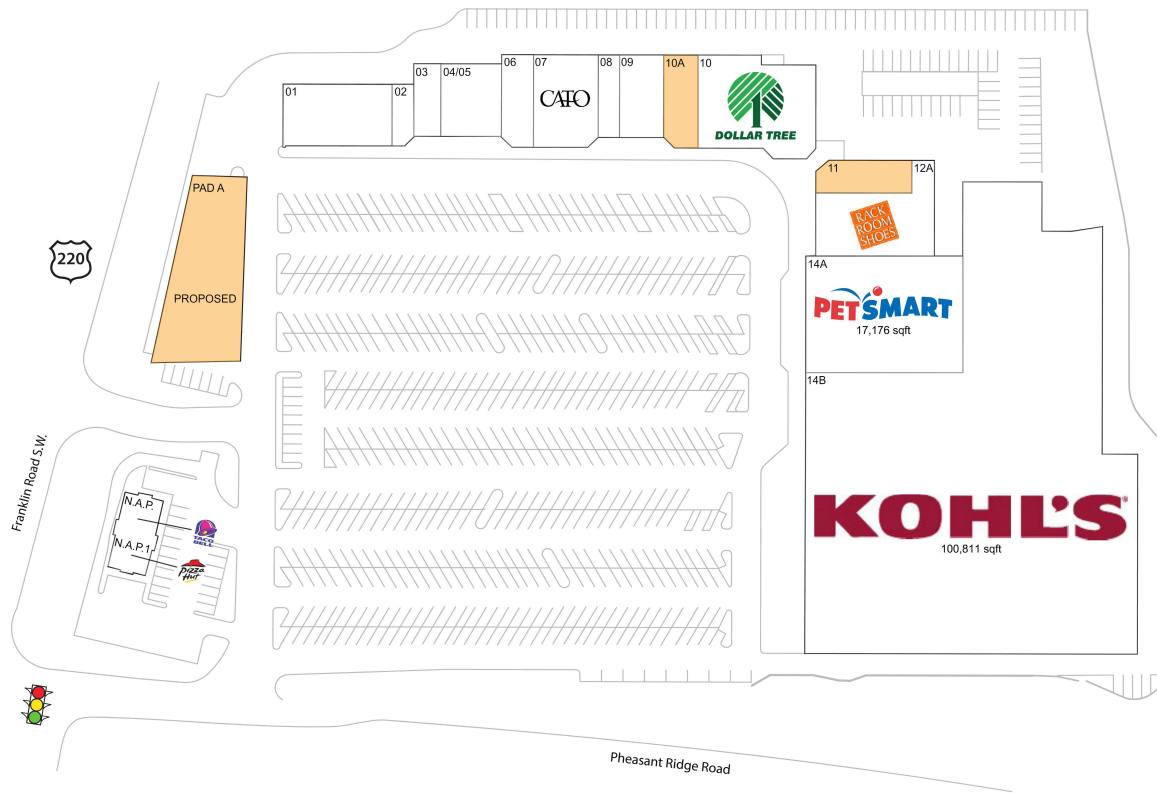 01
02
03
04/05
06
07
CATO
08
09
10A
10
DOLLAR TREE
11
12A
RACK
ROOM
SHOES
PAD A
PROPOSED
220
14A
PETSMART
17,176 sqft
14B
KOHL'S®
100,811 sqft
Franklin Road S.W.
N.A.P.
TACO
BELL
N.A.P.1
Pizza
Hut
Pheasant Ridge Road